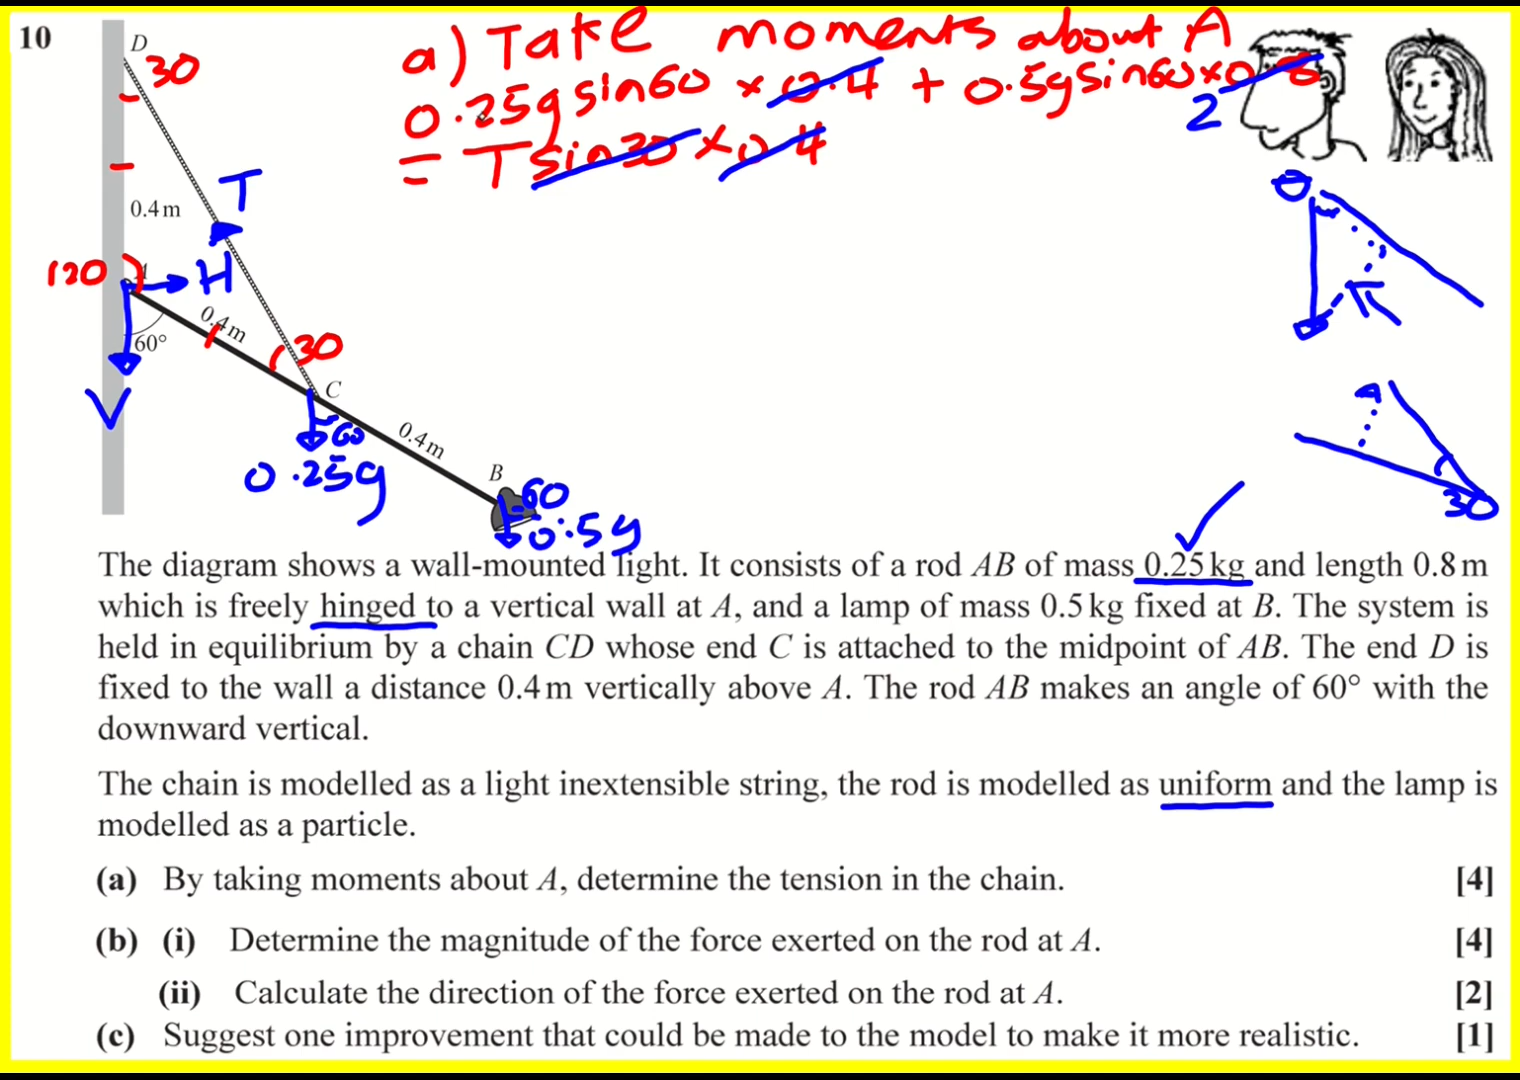 10
a) Take moments about A
0.25g sin60 × 0.4 + 0.5g sin60 × 0.8
2
= T sin30 × 0.4
D
30
T
0.4 m
120
A
H
0.4 m
60°
30
V
C
60
0.25g
0.4 m
B
60
0.5g
30
The diagram shows a wall-mounted light. It consists of a rod AB of mass 0.25 kg and length 0.8 m
which is freely hinged to a vertical wall at A, and a lamp of mass 0.5 kg fixed at B. The system is
held in equilibrium by a chain CD whose end C is attached to the midpoint of AB. The end D is
fixed to the wall a distance 0.4 m vertically above A. The rod AB makes an angle of 60° with the
downward vertical.
The chain is modelled as a light inextensible string, the rod is modelled as uniform and the lamp is
modelled as a particle.
(a) By taking moments about A, determine the tension in the chain. [4]
(b) (i) Determine the magnitude of the force exerted on the rod at A. [4]
(ii) Calculate the direction of the force exerted on the rod at A. [2]
(c) Suggest one improvement that could be made to the model to make it more realistic. [1]